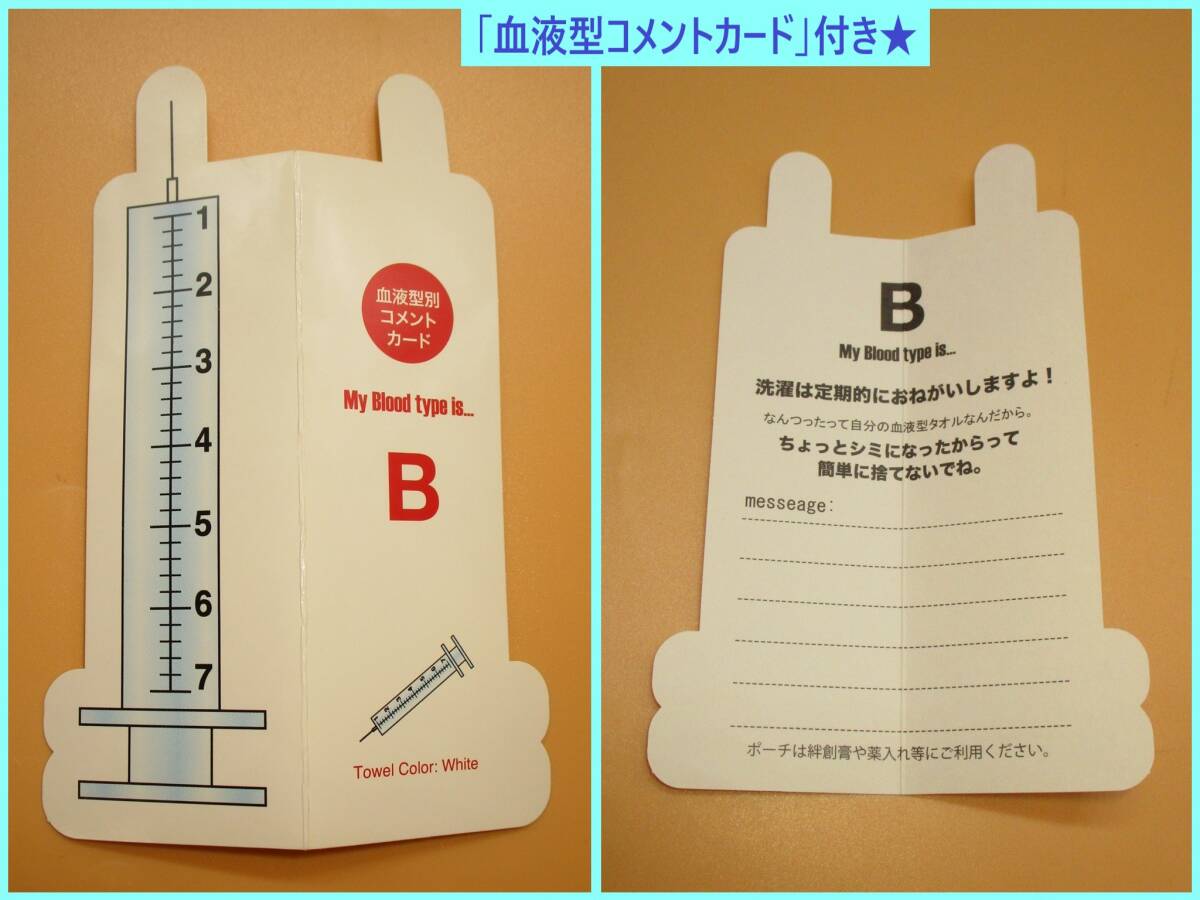 「血液型コメントカード」付き★
1
2
3
4
5
6
7
血液型別
コメント
カード
My Blood type is...
B
Towel Color: White
B
My Blood type is...
洗濯は定期的におねがいしますよ！
なんつったって自分の血液型タオルなんだから。
ちょっとシミになったからって
簡単に捨てないでね。
messeage:
ポーチは絆創膏や薬入れ等にご利用ください。